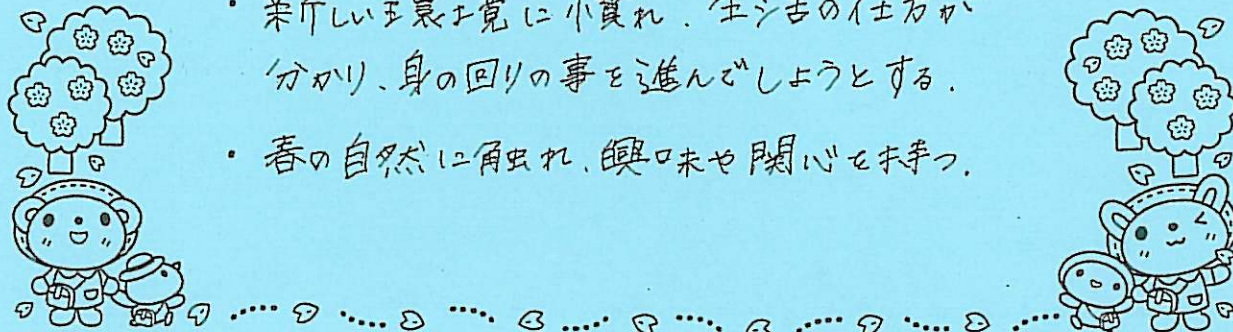 ・新しい環境に慣れ、生活の仕方が
分かり、身の回りの事を進んでしようとする.
・春の自然に触れ、興味や関心を持つ.